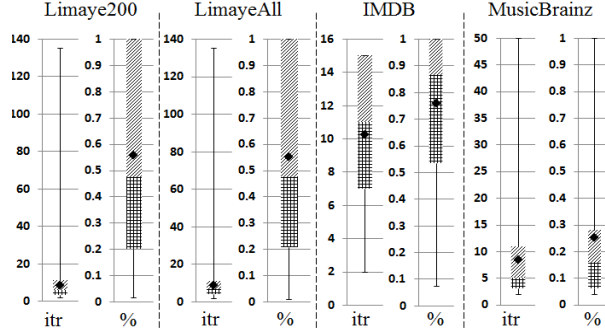 Limaye200 LimayeAll IMDB MusicBrainz
140 1 140 1 16 1 50 1
120 0.9 120 0.9 14 0.9 45 0.9
100 0.8 100 0.8 12 0.8 40 0.8
80 0.7 80 0.7 10 0.7 35 0.7
60 0.6 60 0.6 8 0.6 30 0.6
40 0.5 40 0.5 6 0.5 25 0.5
20 0.4 20 0.4 4 0.4 20 0.4
0 0.3 0 0.3 2 0.3 15 0.3
0.2 0.2 0 0.2 10 0.2
0.1 0.1 0.1 5 0.1
0 0 0 0 0
itr % itr % itr % itr %